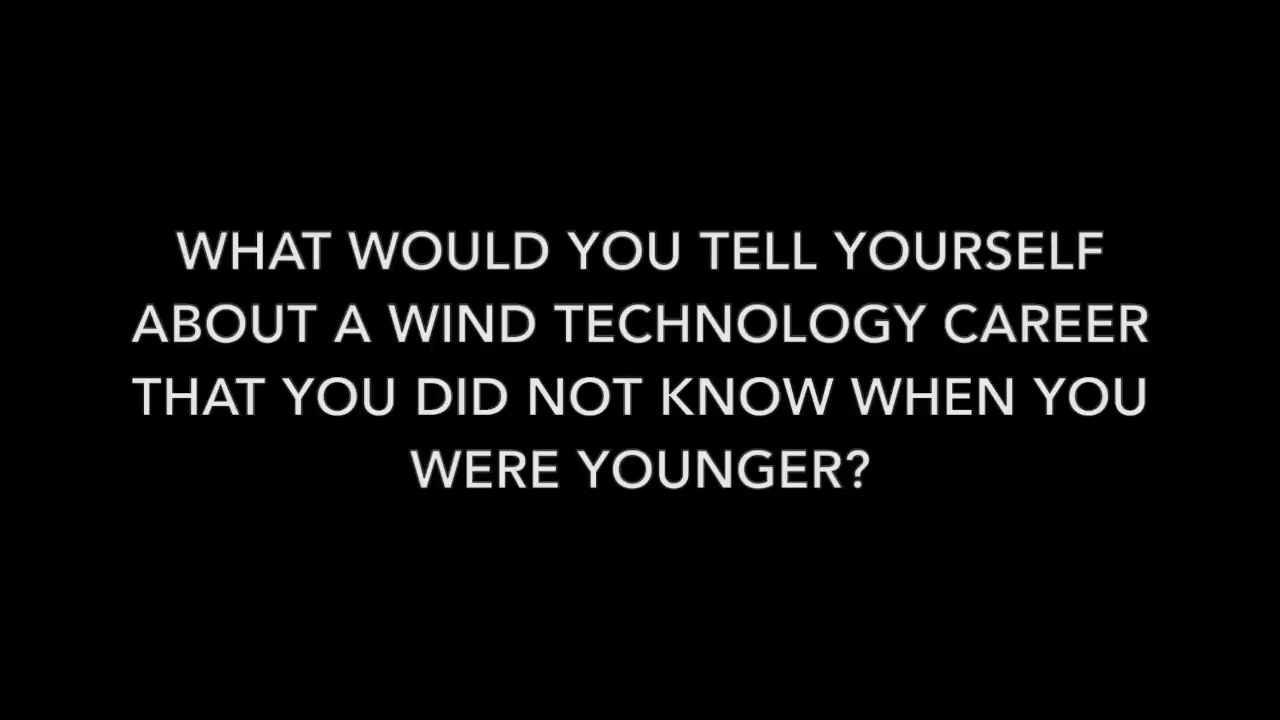 WHAT WOULD YOU TELL YOURSELF
ABOUT A WIND TECHNOLOGY CAREER
THAT YOU DID NOT KNOW WHEN YOU
WERE YOUNGER?